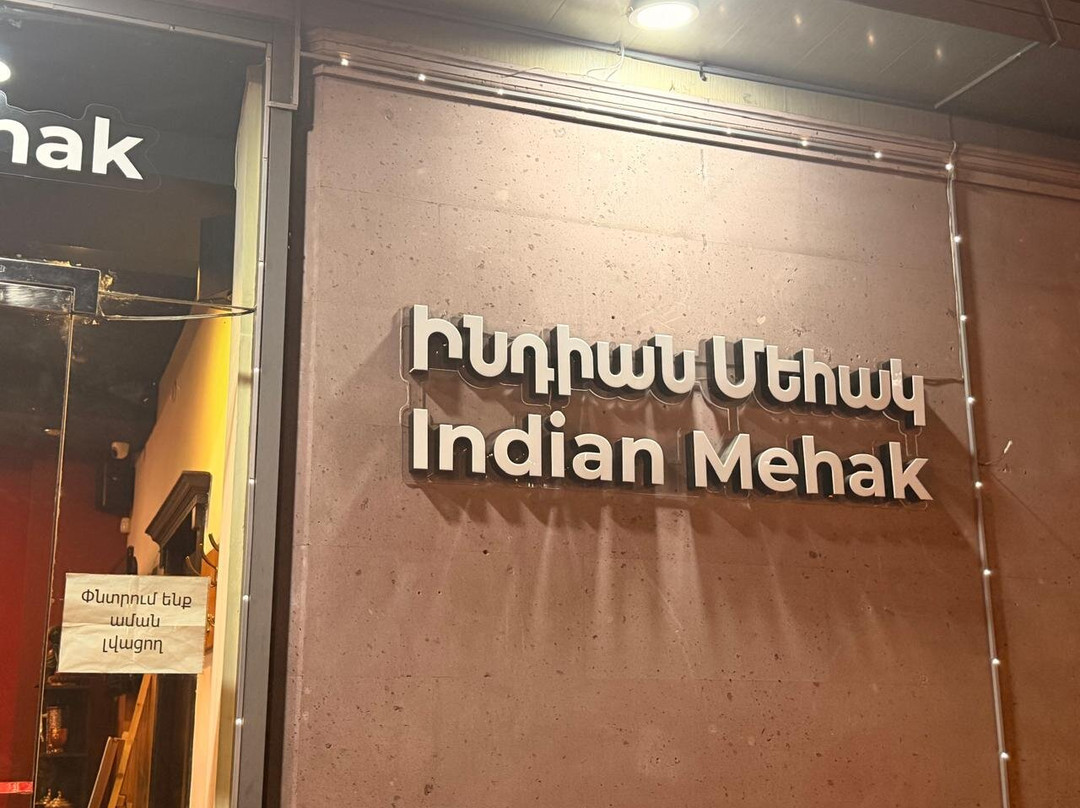 hak
Ինդիան Մեհակ
Indian Mehak
Փնտրում ենք
աման
լվացող